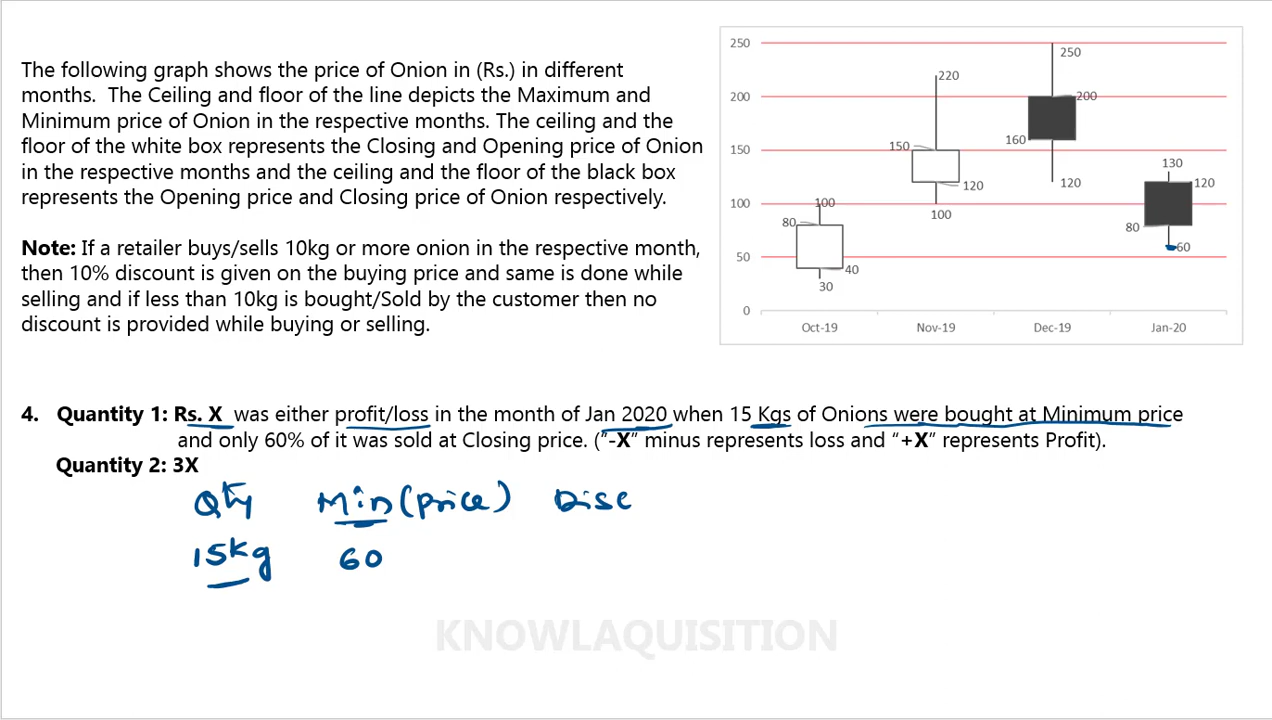 The following graph shows the price of Onion in (Rs.) in different
months. The Ceiling and floor of the line depicts the Maximum and
Minimum price of Onion in the respective months. The ceiling and the
floor of the white box represents the Closing and Opening price of Onion
in the respective months and the ceiling and the floor of the black box
represents the Opening price and Closing price of Onion respectively.
Note: If a retailer buys/sells 10kg or more onion in the respective month,
then 10% discount is given on the buying price and same is done while
selling and if less than 10kg is bought/Sold by the customer then no
discount is provided while buying or selling.
250
200
150
100
50
0
100
80
40
30
220
150
120
100
250
200
160
120
130
120
80
60
Oct-19 Nov-19 Dec-19 Jan-20
4. Quantity 1: Rs. X was either profit/loss in the month of Jan 2020 when 15 Kgs of Onions were bought at Minimum price
and only 60% of it was sold at Closing price. ("-X" minus represents loss and "+X" represents Profit).
Quantity 2: 3X
Qty Min(price) Disc
15kg 60
KNOWLAQUISITION